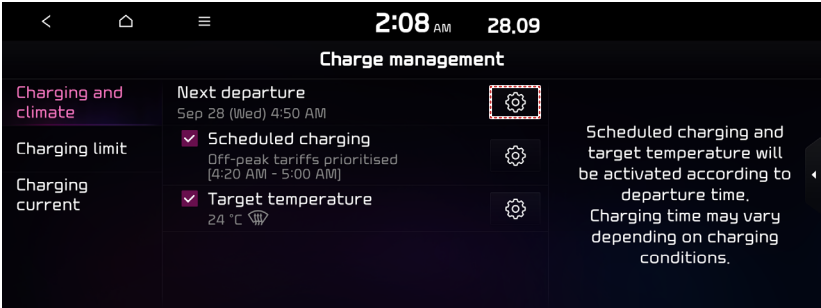 2:08 AM 28.09
Charge management
Charging and
climate
Charging limit
Charging
current
Next departure
Sep 28 (Wed) 4:50 AM
Scheduled charging
Off-peak tariffs prioritised
[4:20 AM - 5:00 AM]
Target temperature
24 °C
Scheduled charging and
target temperature will
be activated according to
departure time.
Charging time may vary
depending on charging
conditions.